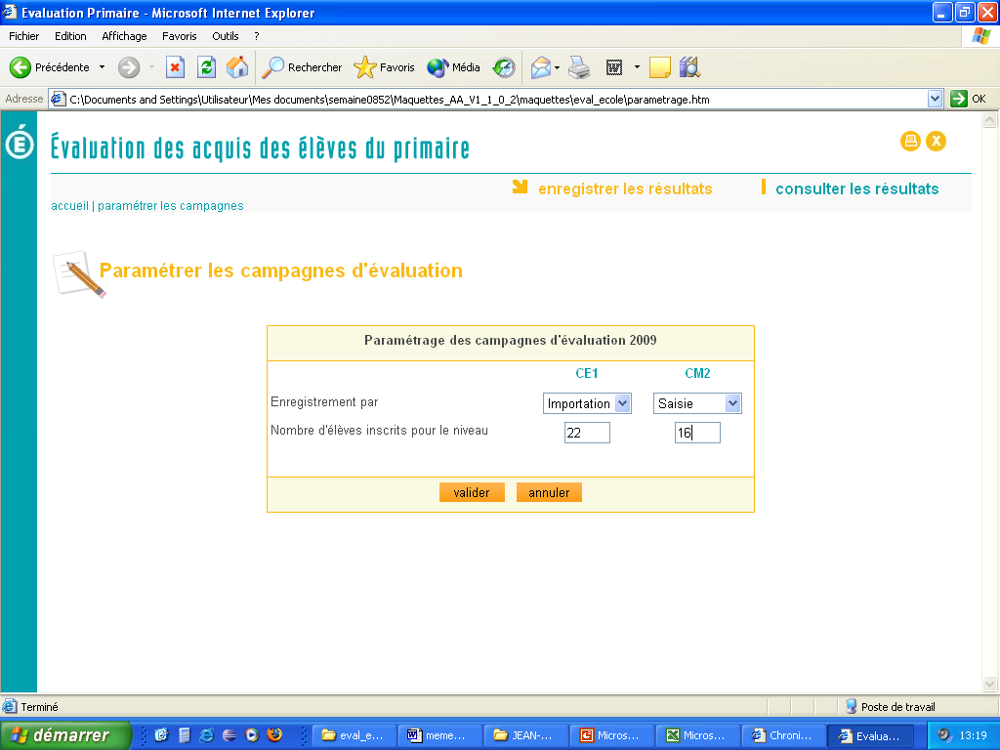 Evaluation Primaire - Microsoft Internet Explorer
Fichier Edition Affichage Favoris Outils ?
Précédente Rechercher Favoris Média
Adresse C:\Documents and Settings\Utilisateur\Mes documents\semaine0852\Maquettes_AA_V1_1_0_2\maquettes\eval_ecole\parametrage.htm OK
É
Évaluation des acquis des élèves du primaire
enregistrer les résultats consulter les résultats
accueil | paramétrer les campagnes
Paramétrer les campagnes d'évaluation
Paramétrage des campagnes d'évaluation 2009
CE1 CM2
Enregistrement par Importation Saisie
Nombre d'élèves inscrits pour le niveau 22 16
valider annuler
Terminé Poste de travail
démarrer eval_e... meme... JEAN-... Micros... Micros... Chroni... Evalua... 13:19